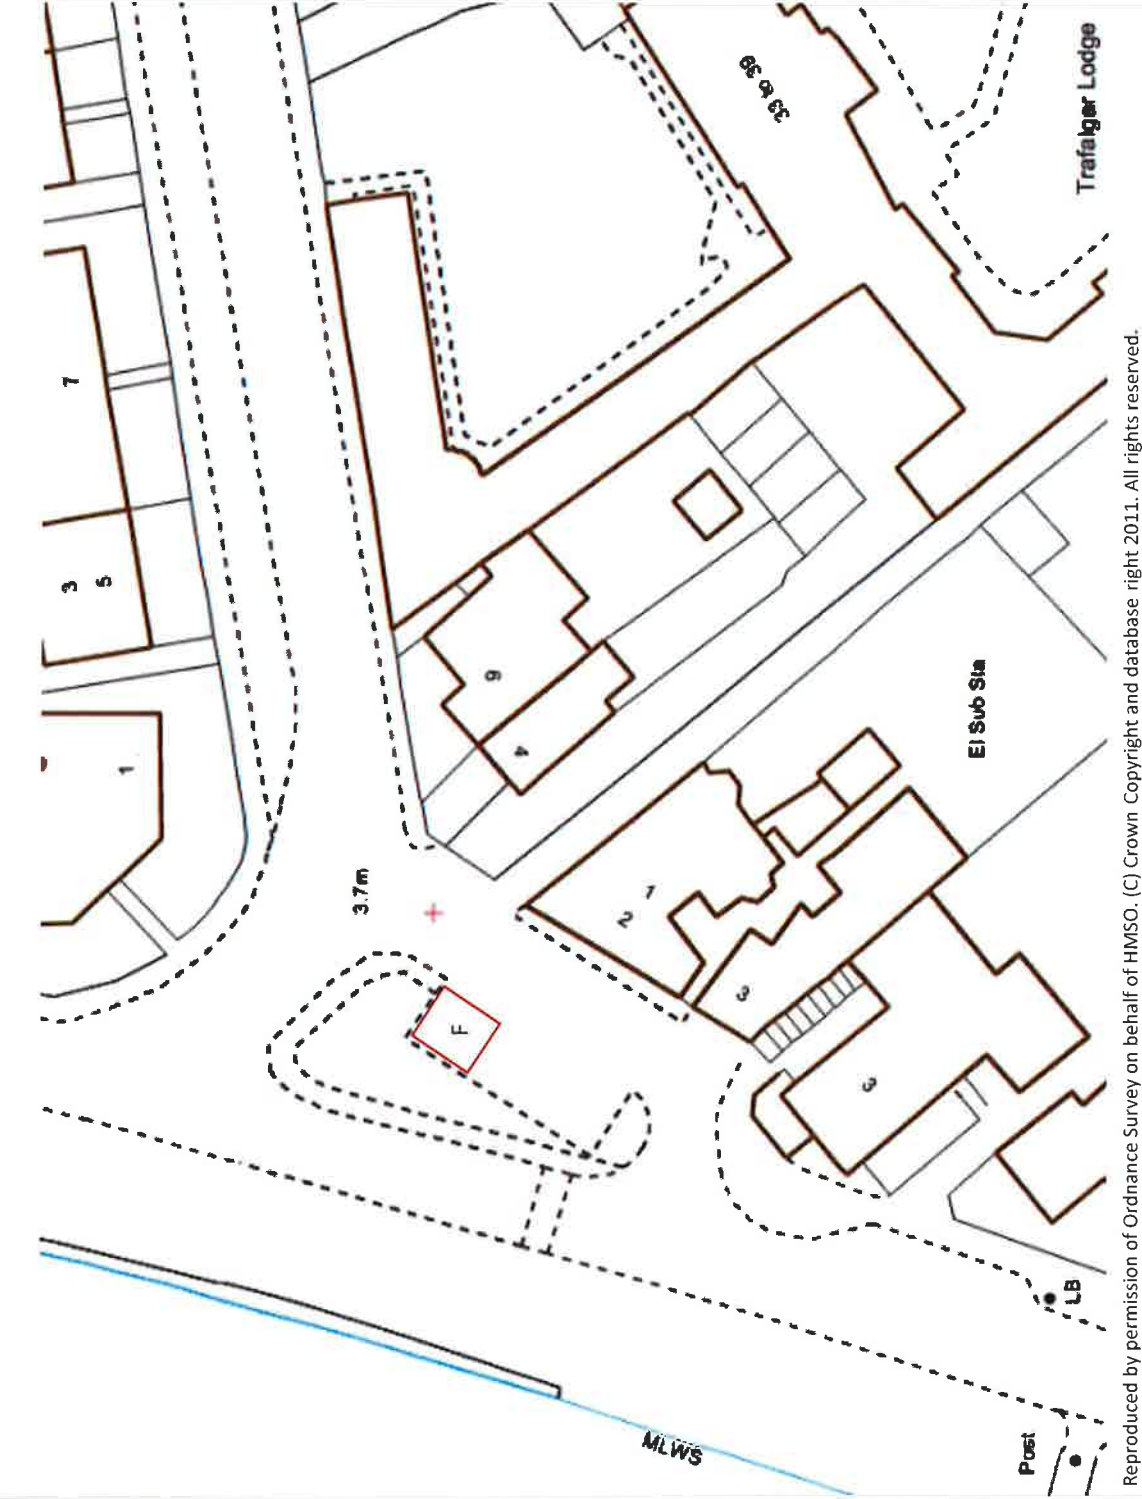 33 to 39
Trafalgar Lodge
7
3
5
6
4
1
El Sub Sta
3.7m
1
2
3
F
3
LB
Post
MLWS
Reproduced by permission of Ordnance Survey on behalf of HMSO. (C) Crown Copyright and database right 2011. All rights reserved.